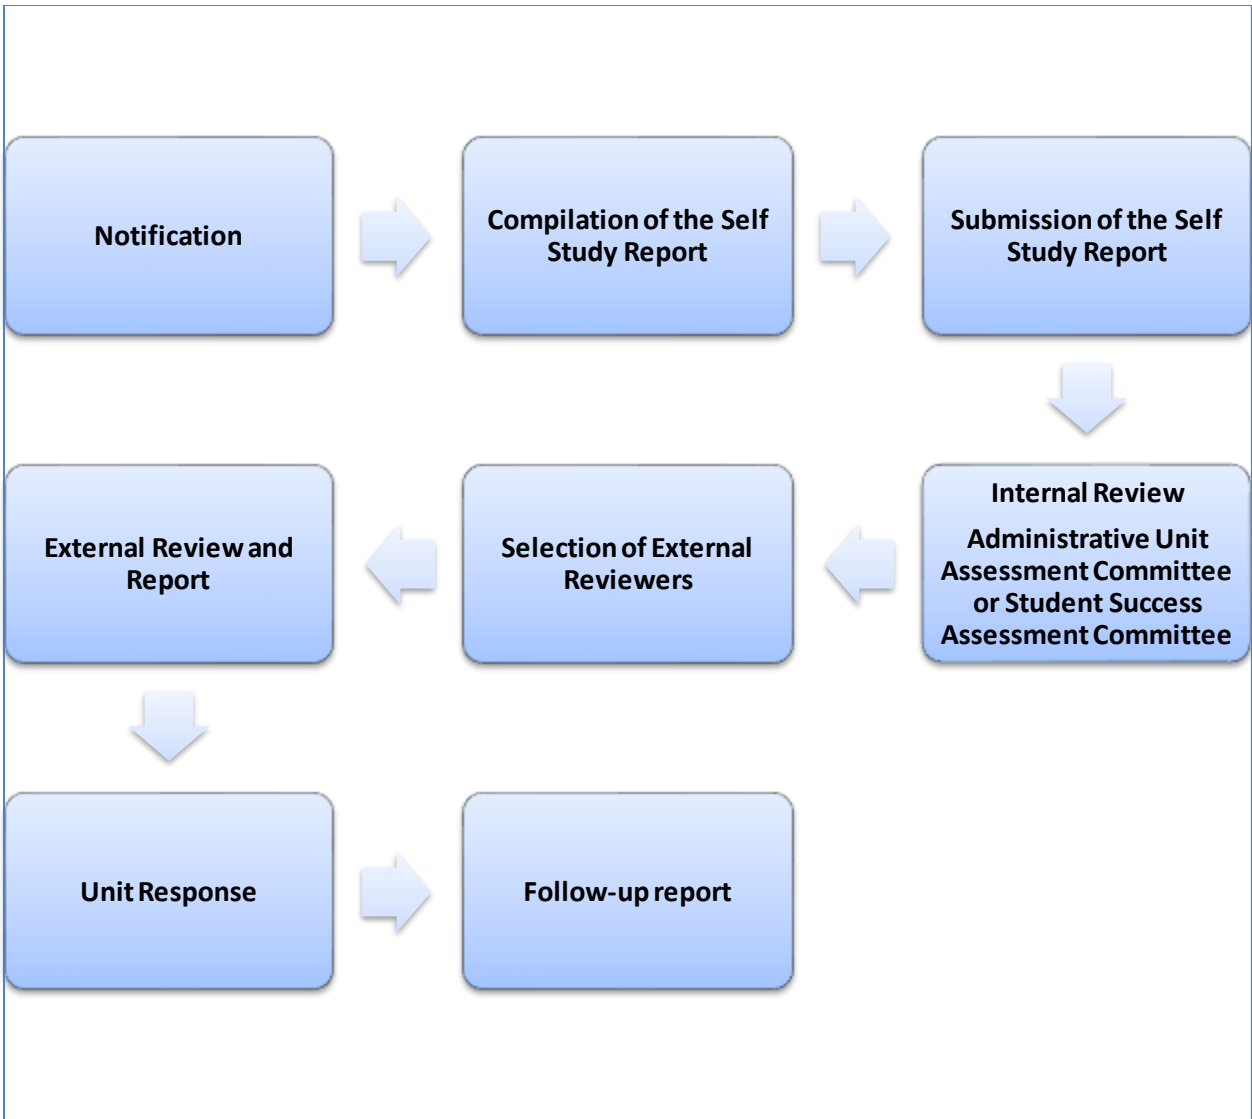 Notification
Compilation of the Self
Study Report
Submission of the Self
Study Report
Internal Review
Administrative Unit
Assessment Committee
or Student Success
Assessment Committee
Selection of External
Reviewers
External Review and
Report
Unit Response
Follow-up report